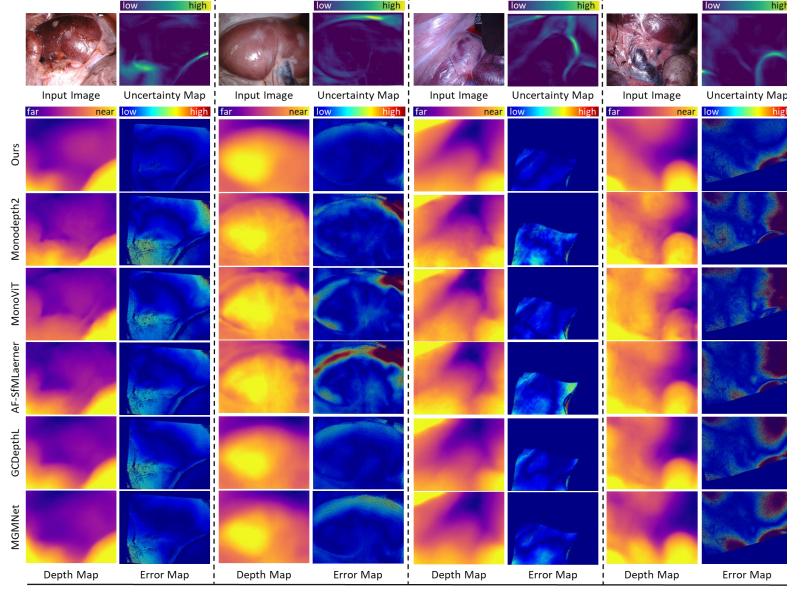 low high low high low high low high
Input Image Uncertainty Map Input Image Uncertainty Map Input Image Uncertainty Map Input Image Uncertainty Map
far near low high far near low high far near low high far near low high
Ours
Monodepth2
MonoViT
AF-SfMLaerner
GCDepthL
MGMNet
Depth Map Error Map Depth Map Error Map Depth Map Error Map Depth Map Error Map